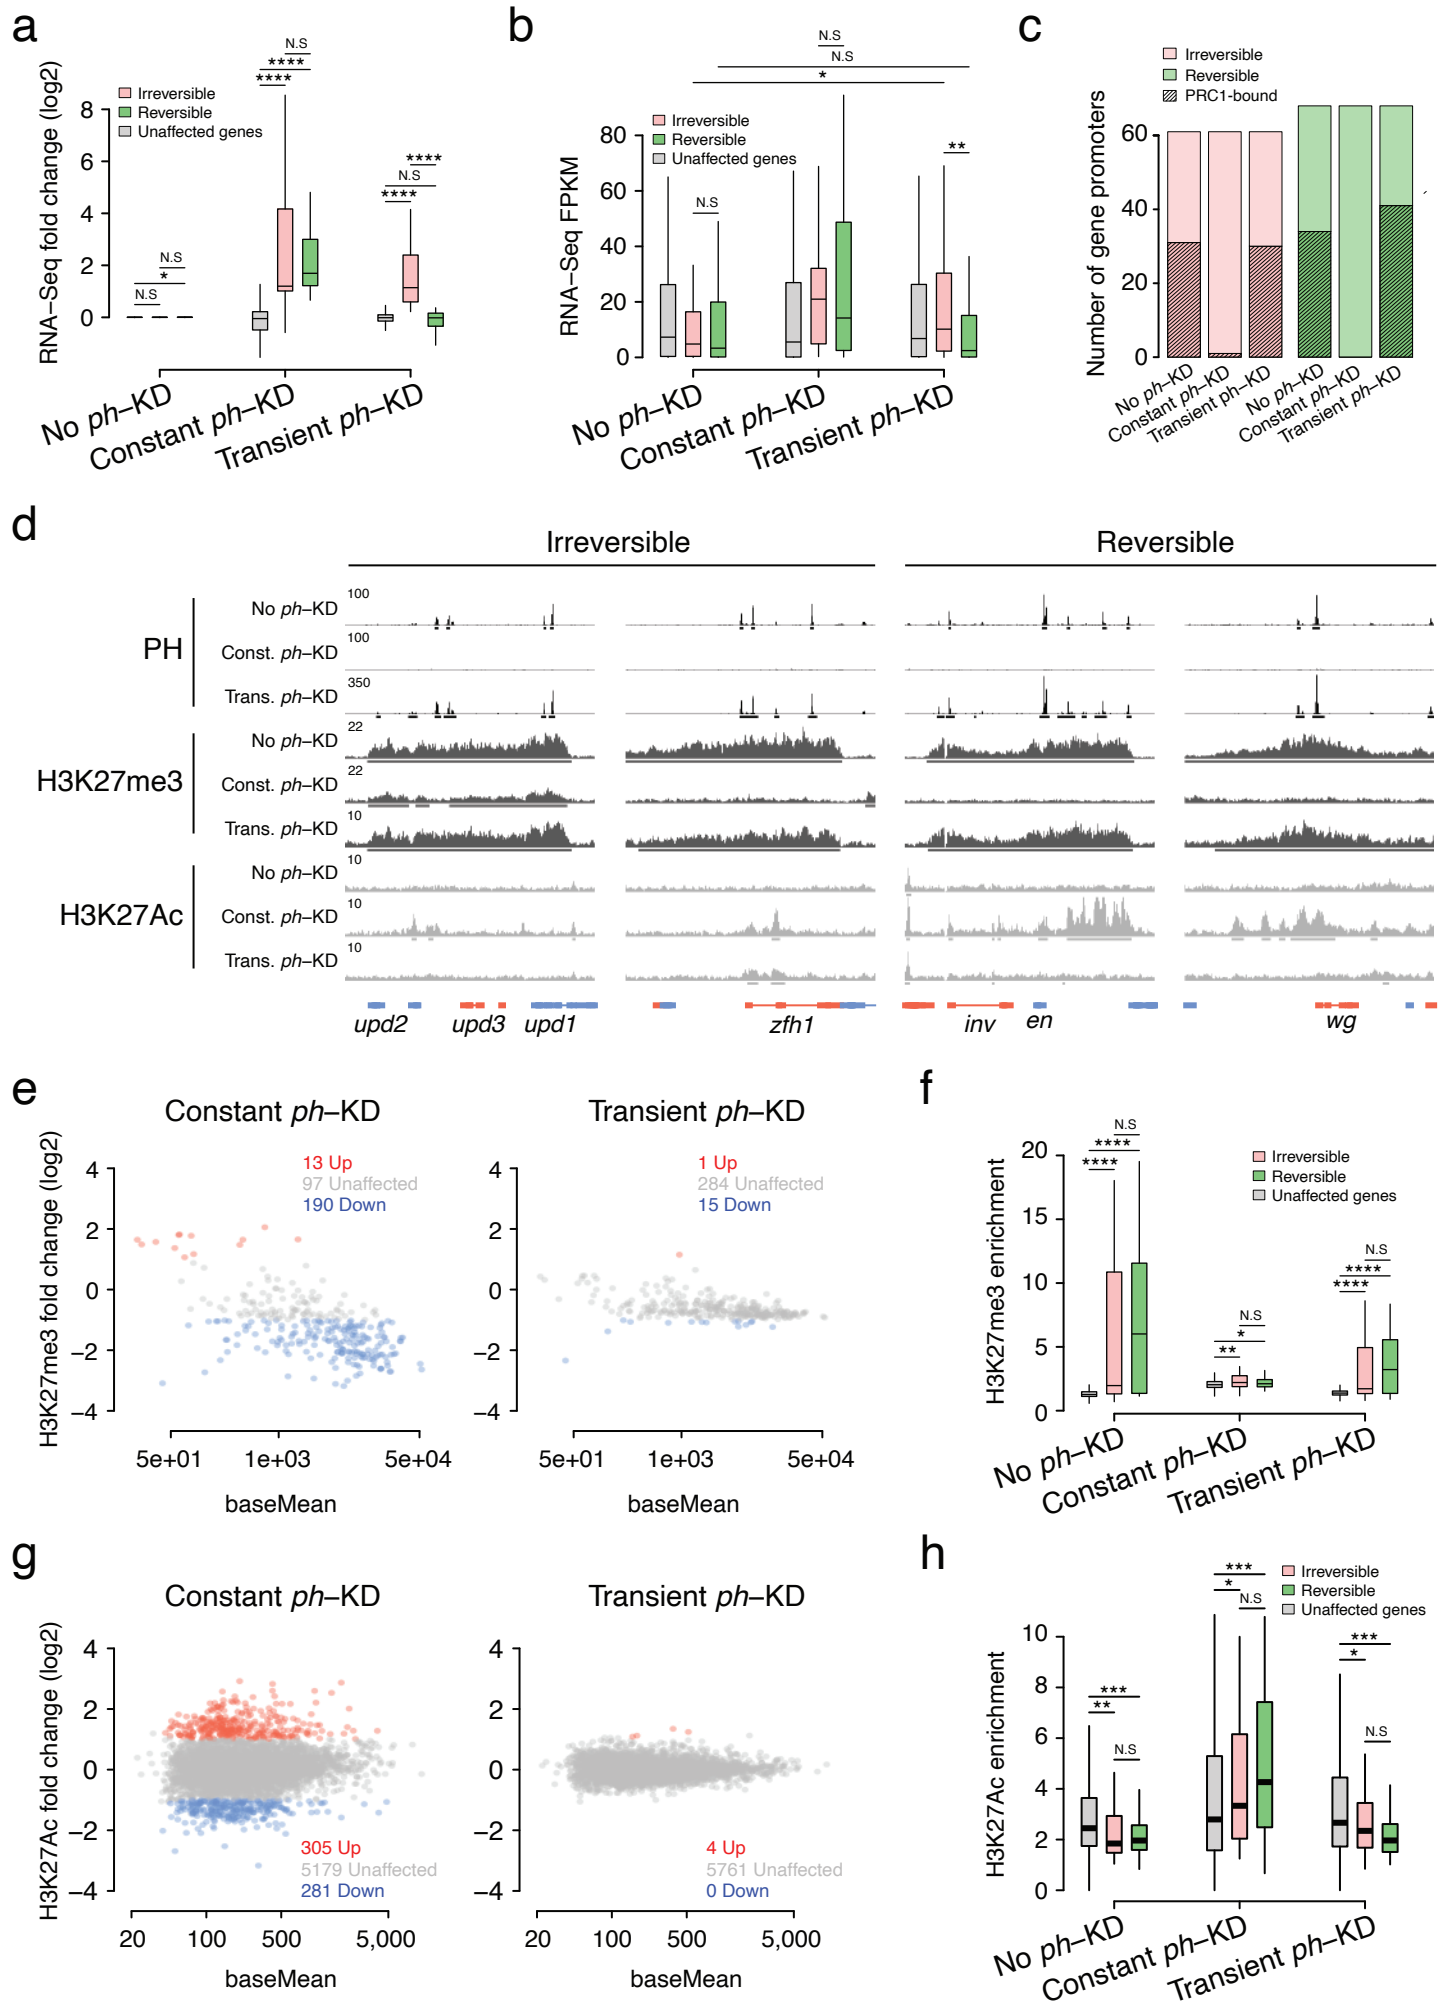 a
RNA–Seq fold change (log2)
8
6
4
2
0
Irreversible
Reversible
Unaffected genes
N.S
****
****
N.S
*
N.S
****
N.S
****
No ph–KD
Constant ph–KD
Transient ph–KD
b
RNA–Seq FPKM
80
60
40
20
0
N.S
N.S
*
Irreversible
Reversible
Unaffected genes
N.S
**
No ph–KD
Constant ph–KD
Transient ph–KD
c
Irreversible
Reversible
PRC1-bound
Number of gene promoters
60
40
20
0
No ph–KD
Constant ph–KD
Transient ph–KD
No ph–KD
Constant ph–KD
Transient ph–KD
d
Irreversible
Reversible
PH
No ph–KD
100
Const. ph–KD
100
Trans. ph–KD
350
H3K27me3
No ph–KD
22
Const. ph–KD
22
Trans. ph–KD
10
H3K27Ac
No ph–KD
10
Const. ph–KD
10
Trans. ph–KD
10
upd2
upd3
upd1
zfh1
inv
en
wg
e
H3K27me3 fold change (log2)
Constant ph–KD
13 Up
97 Unaffected
190 Down
4
2
0
−2
−4
5e+01
1e+03
5e+04
baseMean
Transient ph–KD
1 Up
284 Unaffected
15 Down
4
2
0
−2
−4
5e+01
1e+03
5e+04
baseMean
f
H3K27me3 enrichment
20
15
10
5
0
N.S
****
****
Irreversible
Reversible
Unaffected genes
N.S
*
**
N.S
****
****
No ph–KD
Constant ph–KD
Transient ph–KD
g
H3K27Ac fold change (log2)
Constant ph–KD
4
2
0
−2
−4
305 Up
5179 Unaffected
281 Down
20
100
500
5,000
baseMean
Transient ph–KD
4
2
0
−2
−4
4 Up
5761 Unaffected
0 Down
20
100
500
5,000
baseMean
h
H3K27Ac enrichment
10
8
6
4
2
0
***
*
N.S
Irreversible
Reversible
Unaffected genes
***
**
N.S
***
*
N.S
No ph–KD
Constant ph–KD
Transient ph–KD